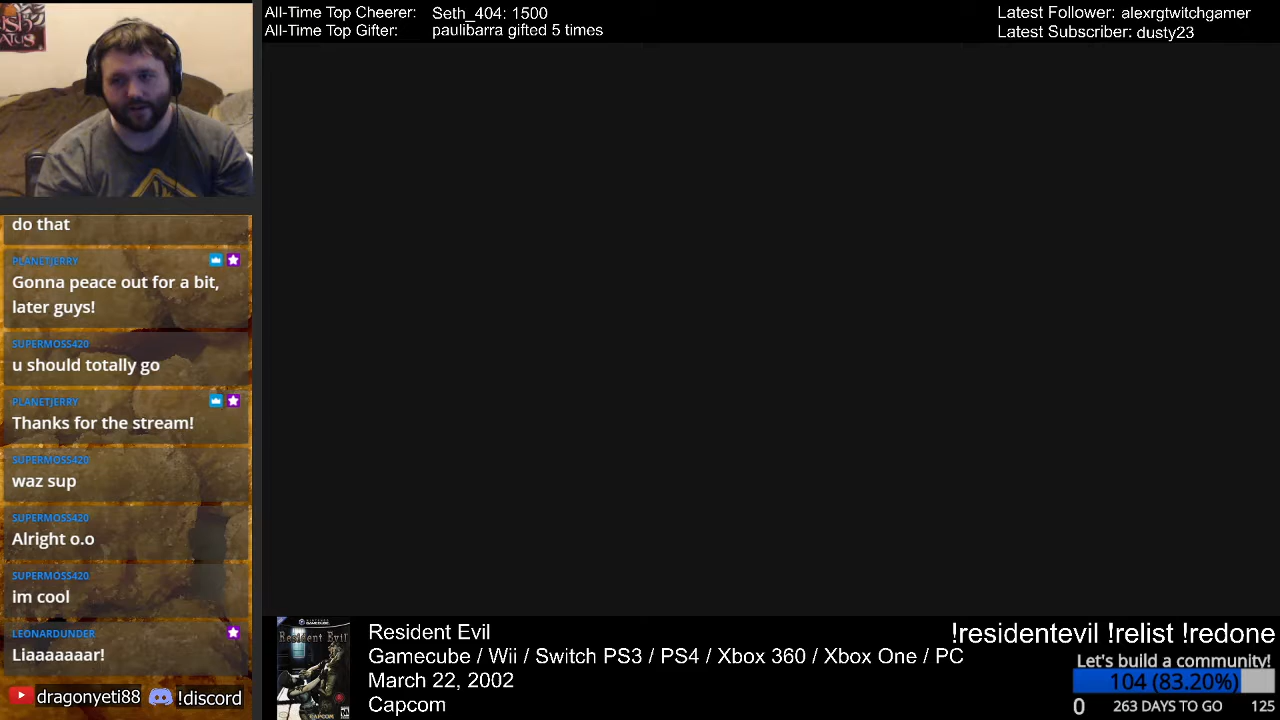 All-Time Top Cheerer: Seth_404: 1500
All-Time Top Gifter: paulibarra gifted 5 times
Latest Follower: alexrgtwitchgamer
Latest Subscriber: dusty23
do that
PLANETJERRY
Gonna peace out for a bit,
later guys!
SUPERMOSS420
u should totally go
PLANETJERRY
Thanks for the stream!
SUPERMOSS420
waz sup
SUPERMOSS420
Alright o.o
SUPERMOSS420
im cool
LEONARDUNDER
Liaaaaaaar!
dragonyeti88 !discord
Resident Evil
Resident Evil
Gamecube / Wii / Switch PS3 / PS4 / Xbox 360 / Xbox One / PC
March 22, 2002
Capcom
!residentevil !relist !redone
Let's build a community!
104 (83.20%)
0 263 DAYS TO GO 125